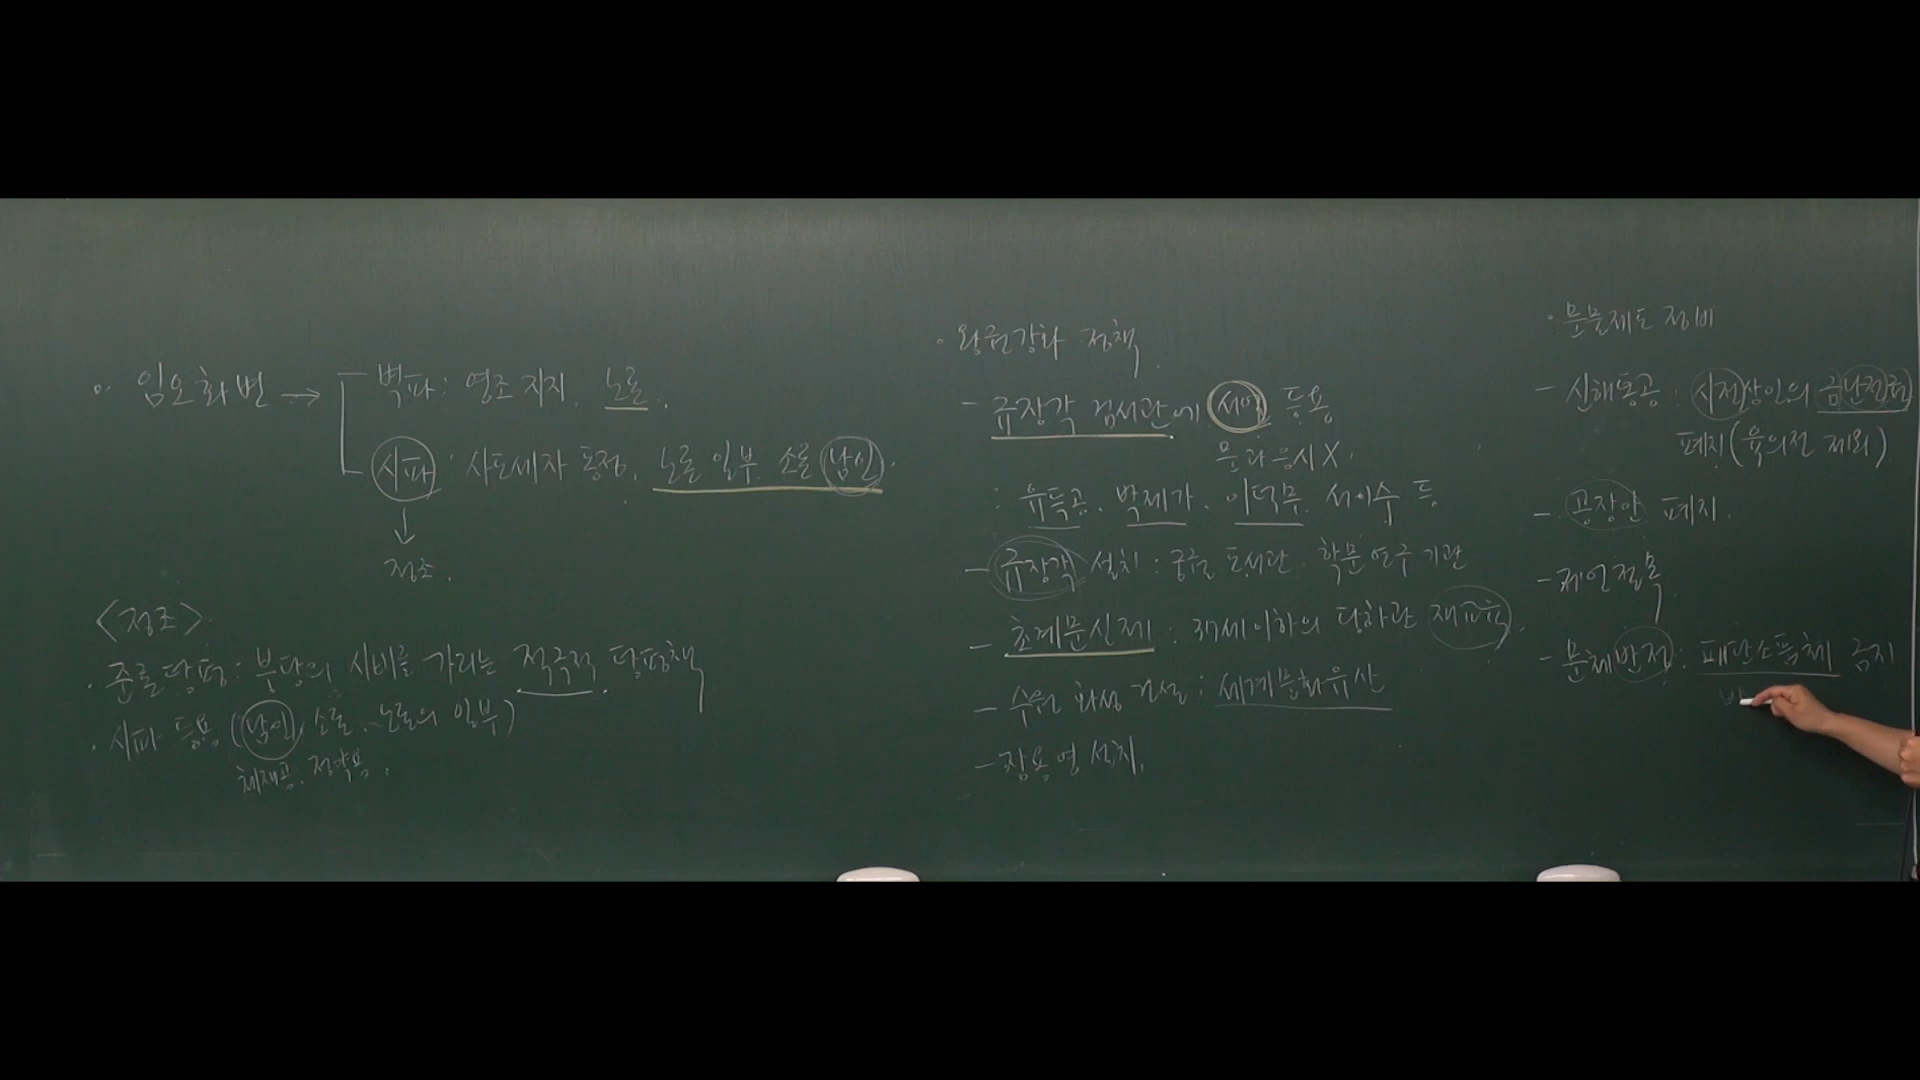 임오화변 → 벽파 : 영조 지지, 노론.
시파 : 사도세자 동정, 노론 일부 소론 남인.
↓
정조.
<정조>
· 준론탕평 : 붕당의 시비를 가리는 적극적 탕평책
· 시파 등용 (남인, 소론, 노론의 일부)
채제공, 정약용.
· 왕권강화 정책.
- 규장각 검서관에 서얼 등용
문과 응시 X.
: 유득공, 박제가, 이덕무, 서이수 등
- 규장각 설치 : 궁궐 도서관. 학문 연구 기관
- 초계문신제 : 37세 이하의 당하관 재교육.
- 수원 화성 건설 : 세계문화유산
- 장용영 설치.
· 문물제도 정비
- 신해통공 : 시전상인의 금난전권
폐지 (육의전 제외)
- 공장안 폐지.
- 제언절목.
- 문체반정 : 패관소품체 금지